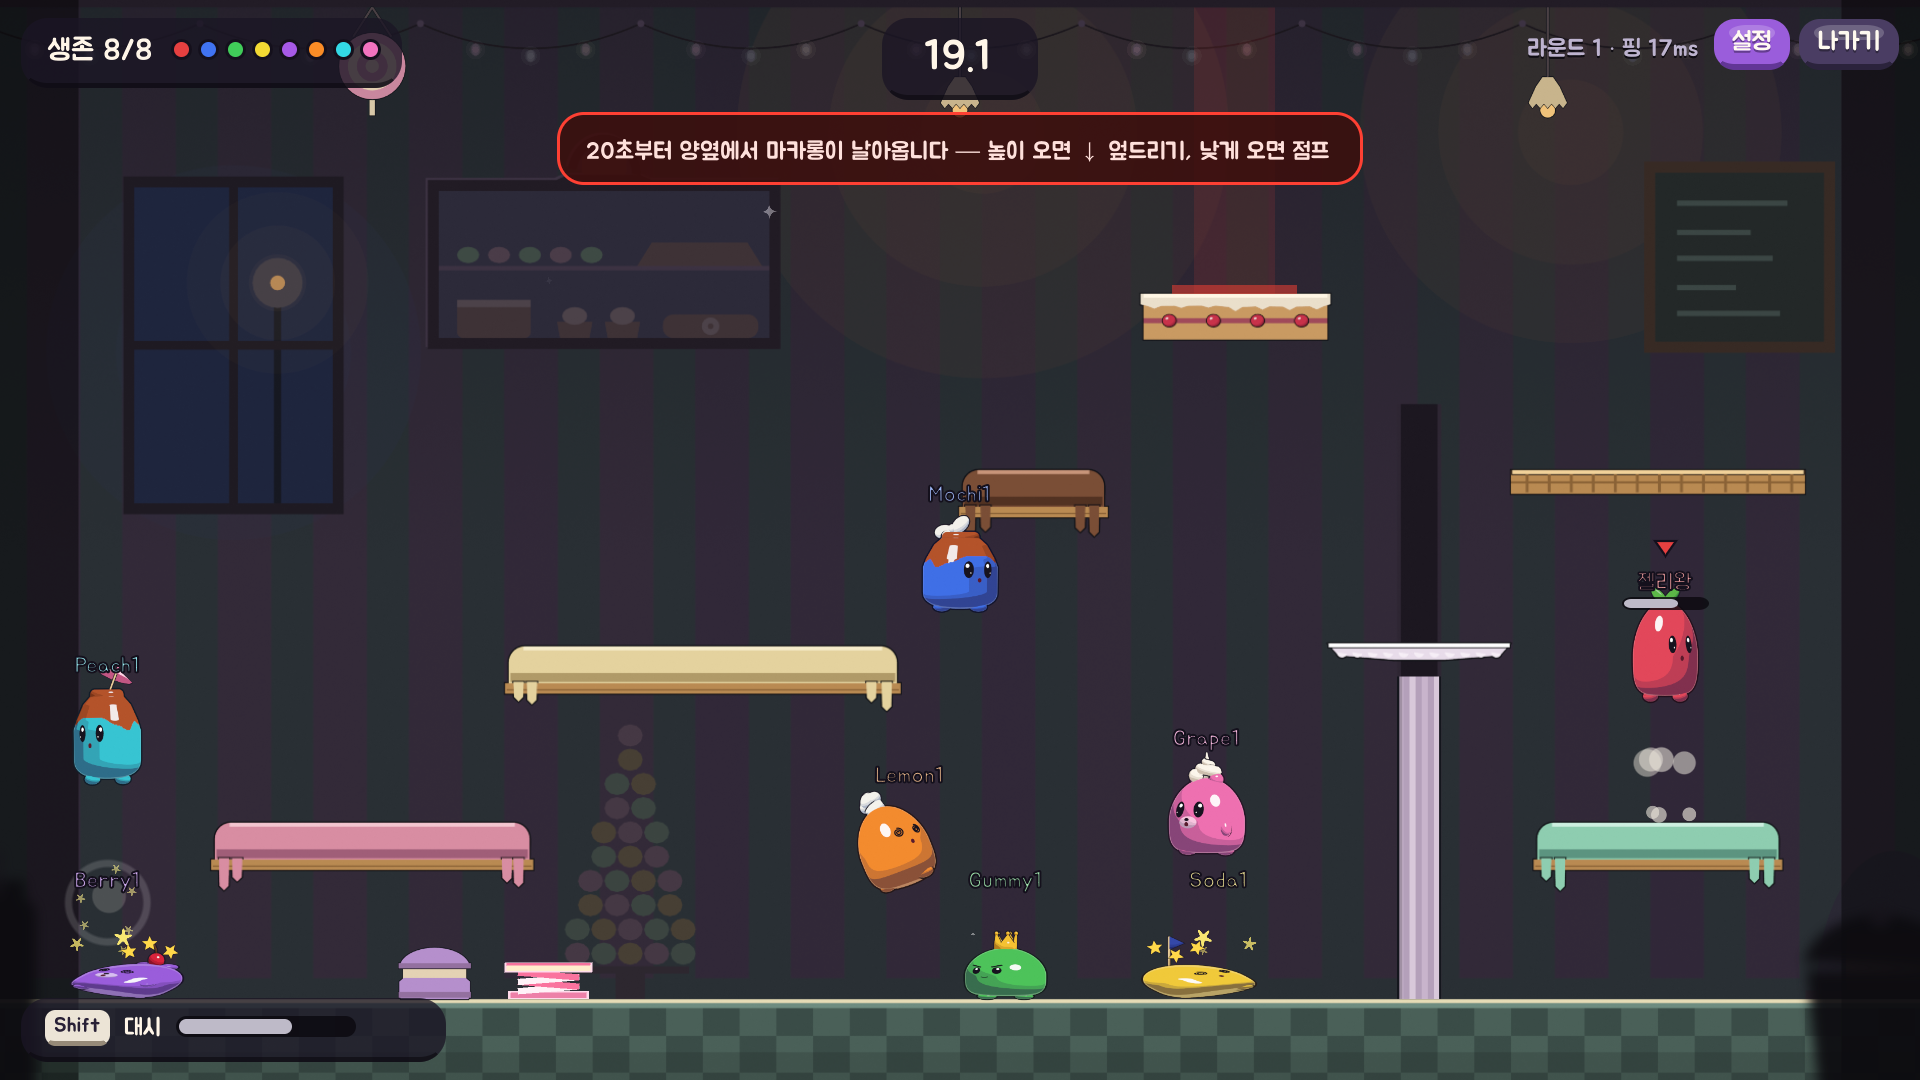 생존 8/8
19.1
라운드 1 · 핑 17ms
설정
나가기
20초부터 양옆에서 마카롱이 날아옵니다 — 높이 오면 ↓ 엎드리기, 낮게 오면 점프
Mochi1
젤리왕
Peach1
Grape1
Lemon1
Berry1
Gummy1
Soda1
Shift 대시